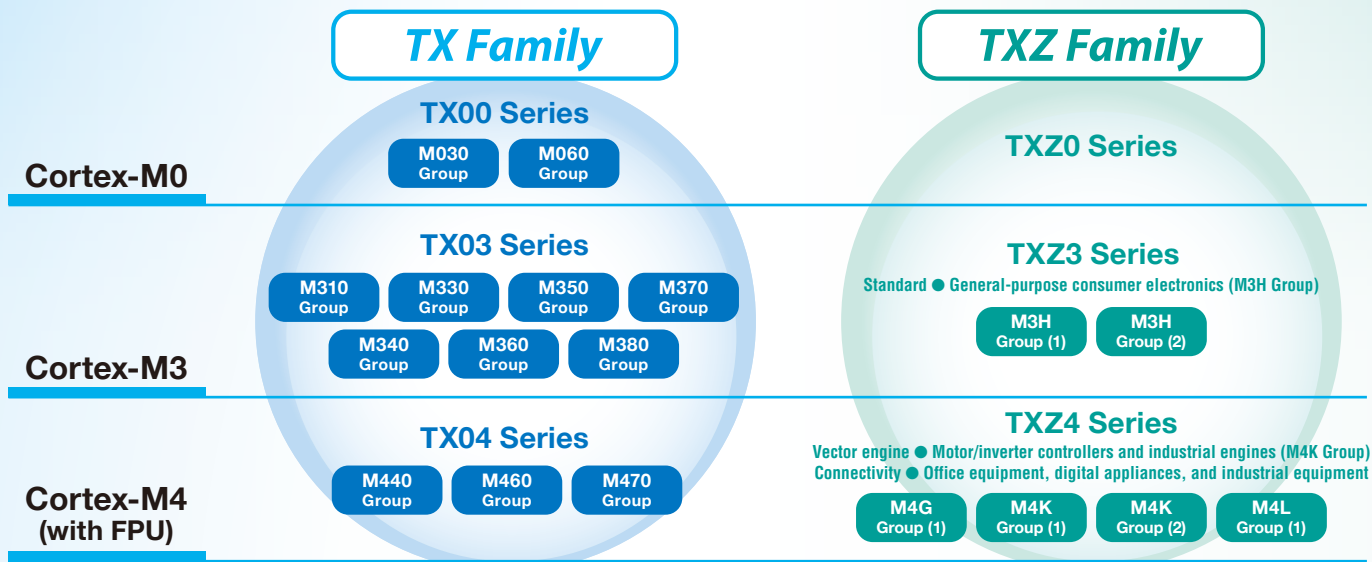 TX Family
TXZ Family
Cortex-M0
TX00 Series
M030
Group
M060
Group
TXZ0 Series
Cortex-M3
TX03 Series
M310
Group
M330
Group
M350
Group
M370
Group
M340
Group
M360
Group
M380
Group
TXZ3 Series
Standard ● General-purpose consumer electronics (M3H Group)
M3H
Group (1)
M3H
Group (2)
Cortex-M4
(with FPU)
TX04 Series
M440
Group
M460
Group
M470
Group
TXZ4 Series
Vector engine ● Motor/inverter controllers and industrial engines (M4K Group)
Connectivity ● Office equipment, digital appliances, and industrial equipment
M4G
Group (1)
M4K
Group (1)
M4K
Group (2)
M4L
Group (1)